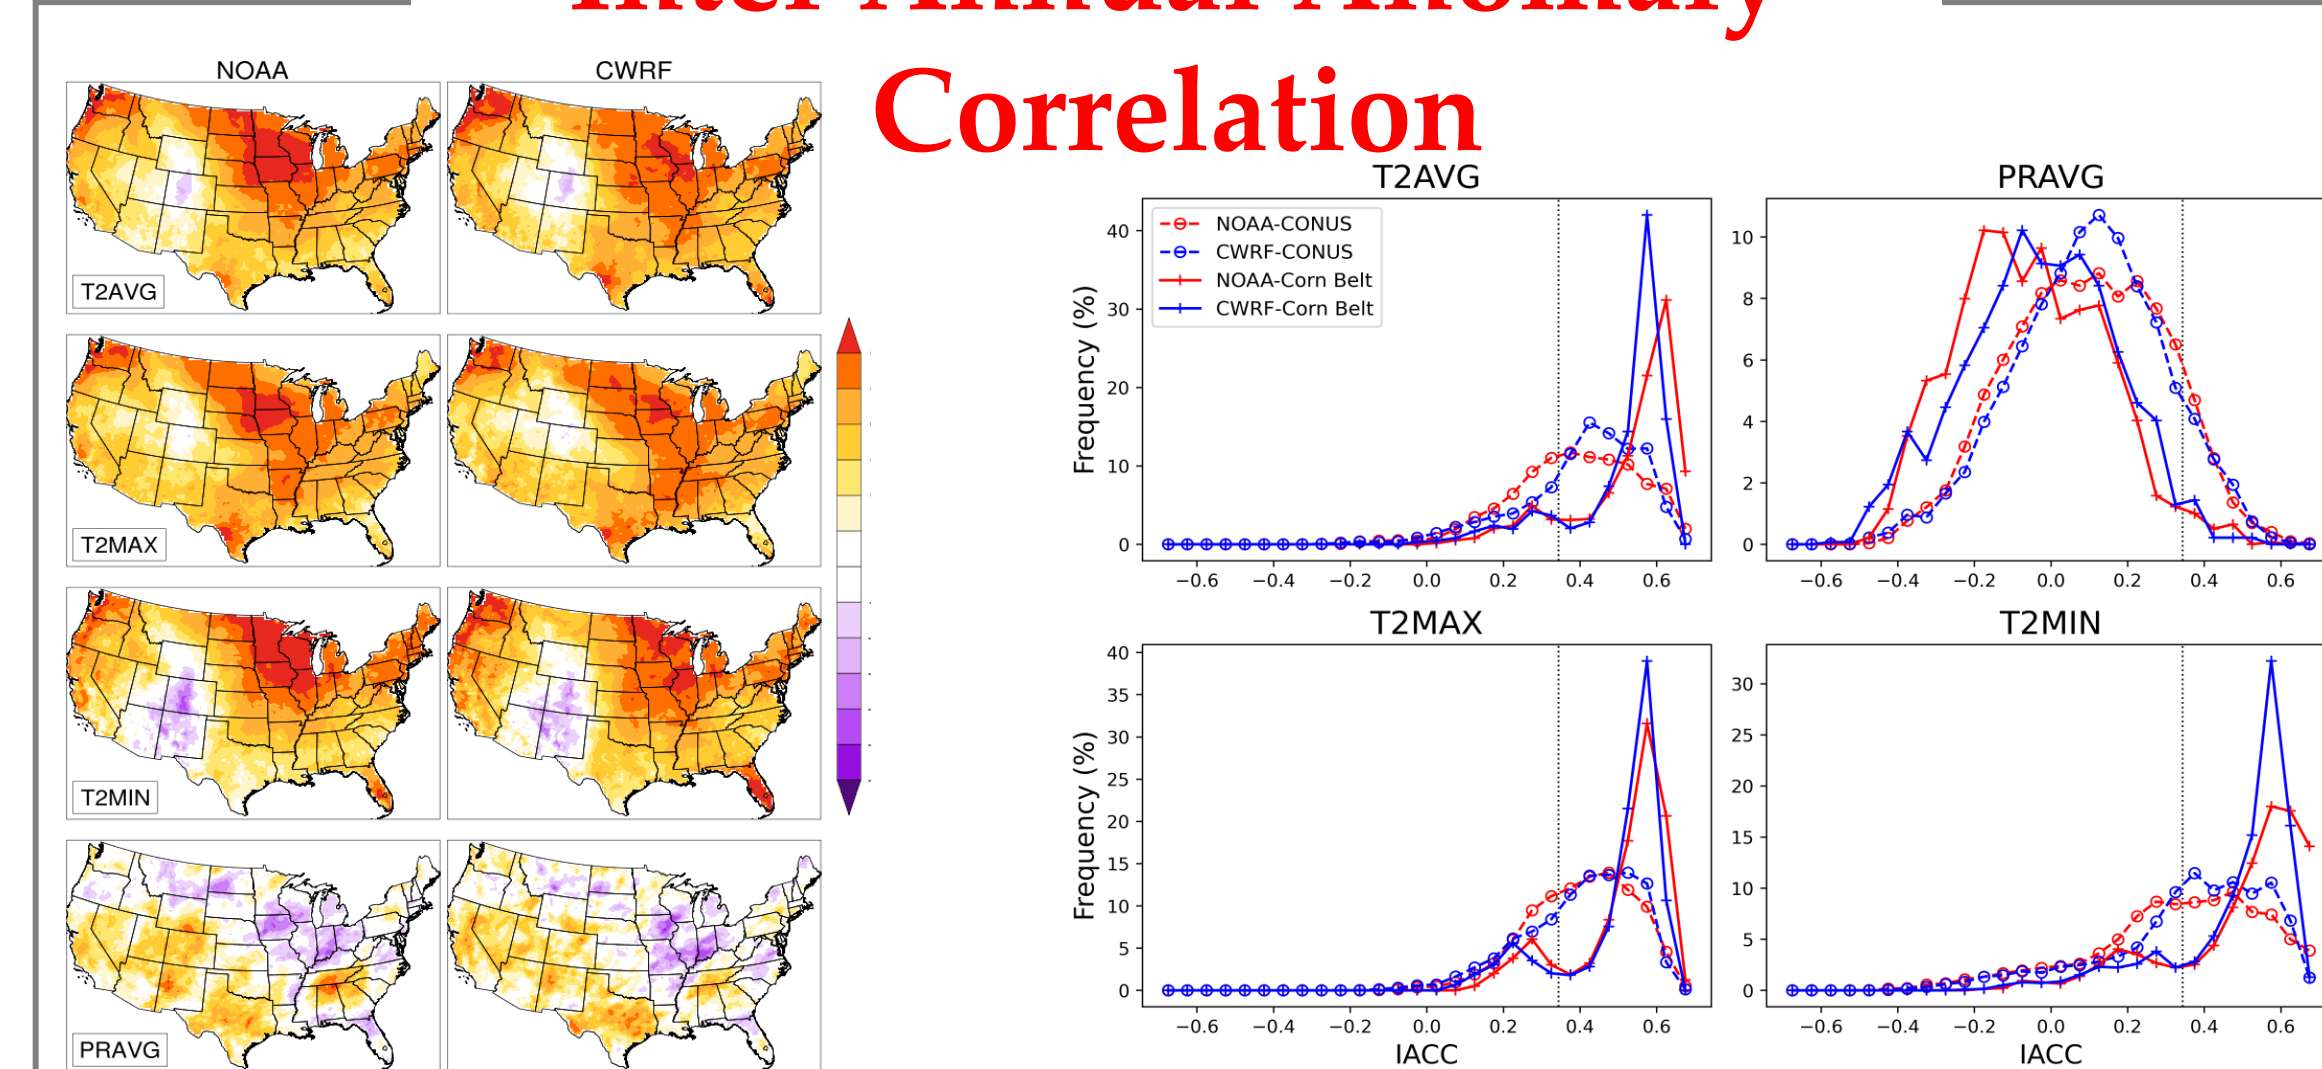 Inter Annual Anomaly
Correlation
NOAA
CWRF
T2AVG
T2MAX
T2MIN
PRAVG
T2AVG
NOAA-CONUS
CWRF-CONUS
NOAA-Corn Belt
CWRF-Corn Belt
Frequency (%)
40
30
20
10
0
−0.6 −0.4 −0.2 0.0 0.2 0.4 0.6
PRAVG
10
8
6
4
2
0
−0.6 −0.4 −0.2 0.0 0.2 0.4 0.6
T2MAX
Frequency (%)
40
35
30
25
20
15
10
5
0
−0.6 −0.4 −0.2 0.0 0.2 0.4 0.6
IACC
T2MIN
30
25
20
15
10
5
0
−0.6 −0.4 −0.2 0.0 0.2 0.4 0.6
IACC